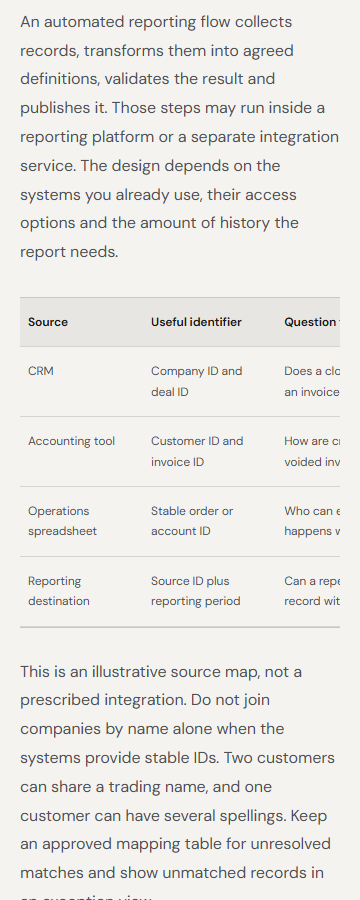 An automated reporting flow collects
records, transforms them into agreed
definitions, validates the result and
publishes it. Those steps may run inside a
reporting platform or a separate integration
service. The design depends on the
systems you already use, their access
options and the amount of history the
report needs.
Source Useful identifier Question
CRM Company ID and Does a
deal ID an invoice
Accounting tool Customer ID and How are
invoice ID voided
Operations Stable order or Who can
spreadsheet account ID happens
Reporting Source ID plus Can a
destination reporting period record
This is an illustrative source map, not a
prescribed integration. Do not join
companies by name alone when the
systems provide stable IDs. Two customers
can share a trading name, and one
customer can have several spellings. Keep
an approved mapping table for unresolved
matches and show unmatched records in